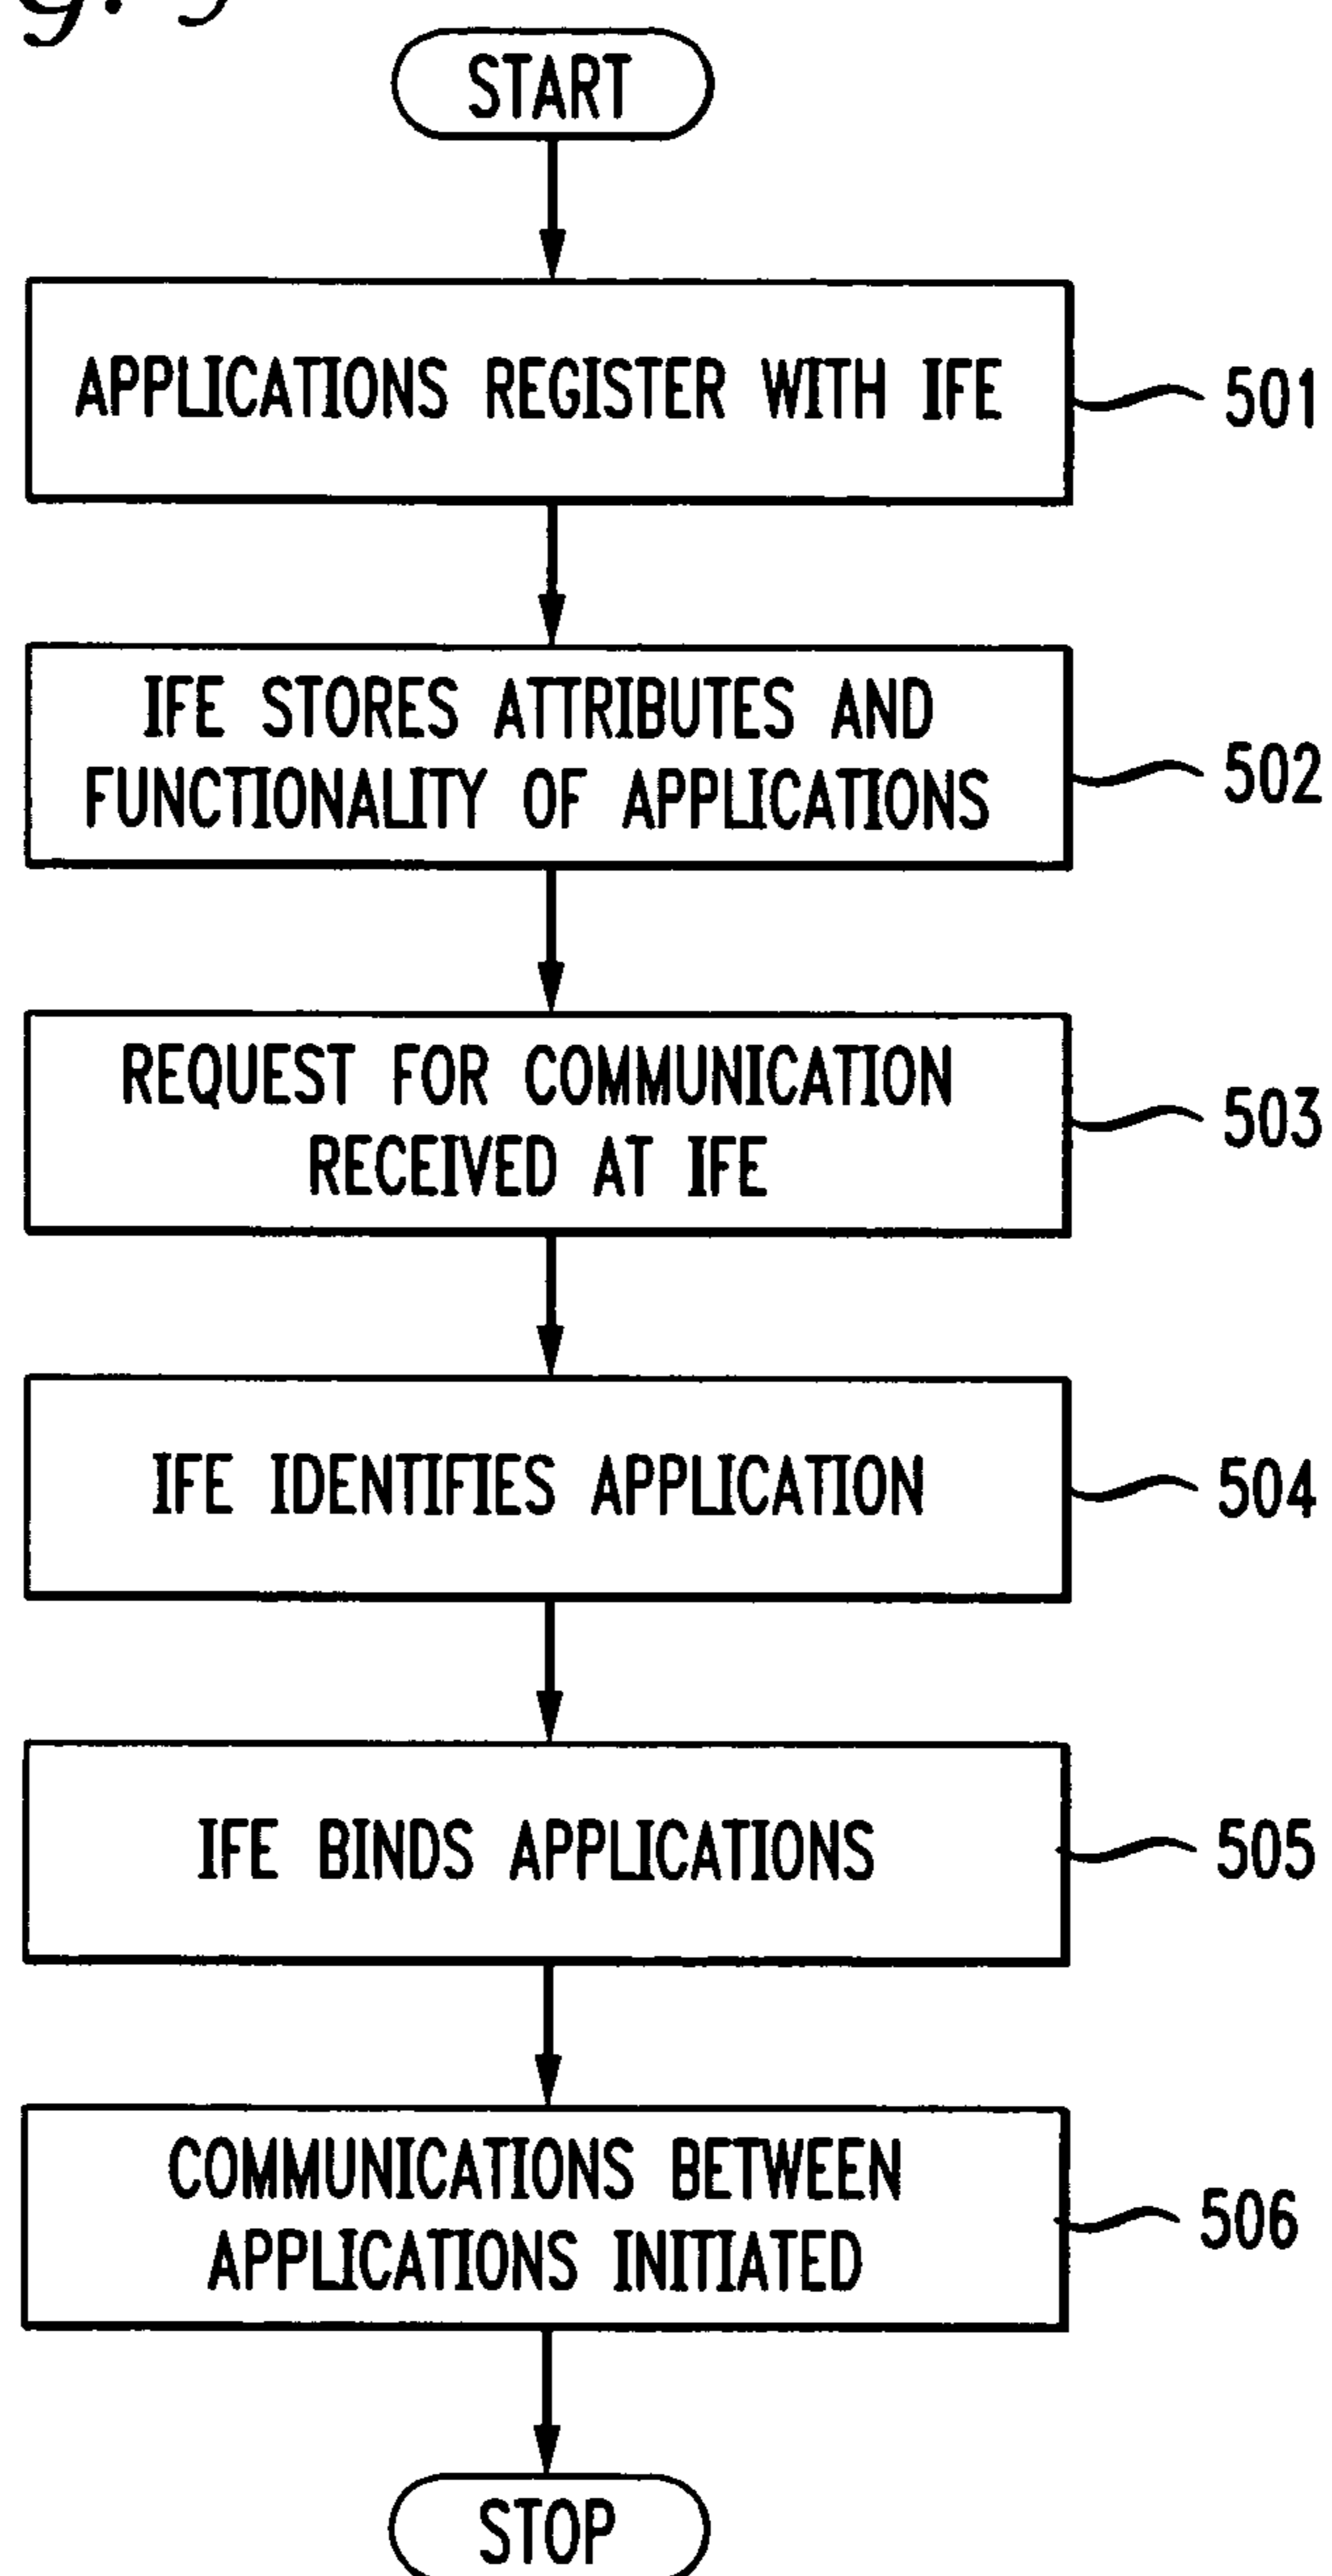 START
APPLICATIONS REGISTER WITH IFE
501
IFE STORES ATTRIBUTES AND
FUNCTIONALITY OF APPLICATIONS
502
REQUEST FOR COMMUNICATION
RECEIVED AT IFE
503
IFE IDENTIFIES APPLICATION
504
IFE BINDS APPLICATIONS
505
COMMUNICATIONS BETWEEN
APPLICATIONS INITIATED
506
STOP